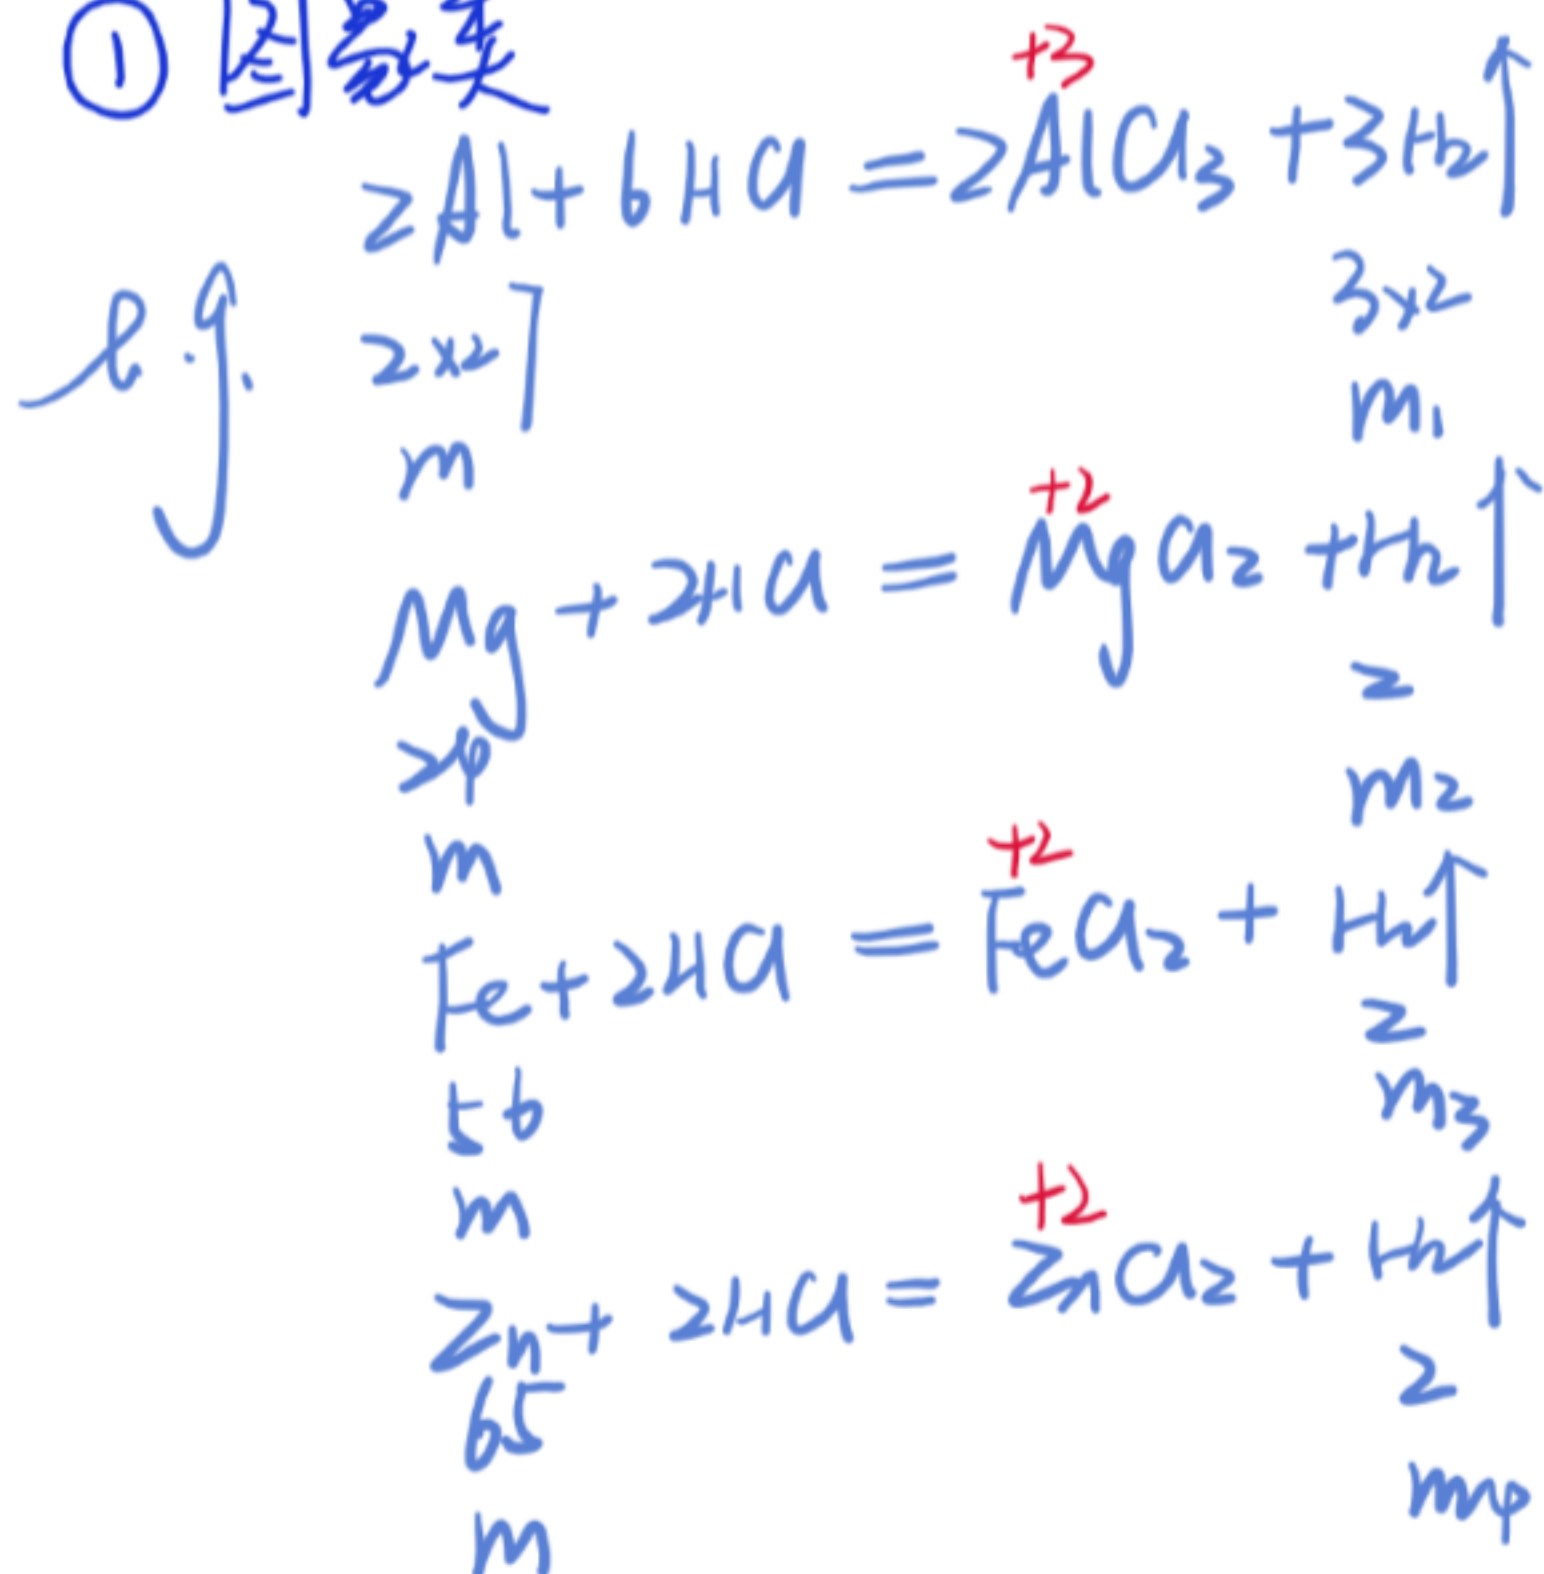 ① 图象类
+3
2Al + 6HCl = 2AlCl₃ + 3H₂↑
e.g. 2×27 3×2
m m₁
+2
Mg + 2HCl = MgCl₂ + H₂↑
24 2
m m₂
+2
Fe + 2HCl = FeCl₂ + H₂↑
56 2
m m₃
+2
Zn + 2HCl = ZnCl₂ + H₂↑
65 2
m m₄